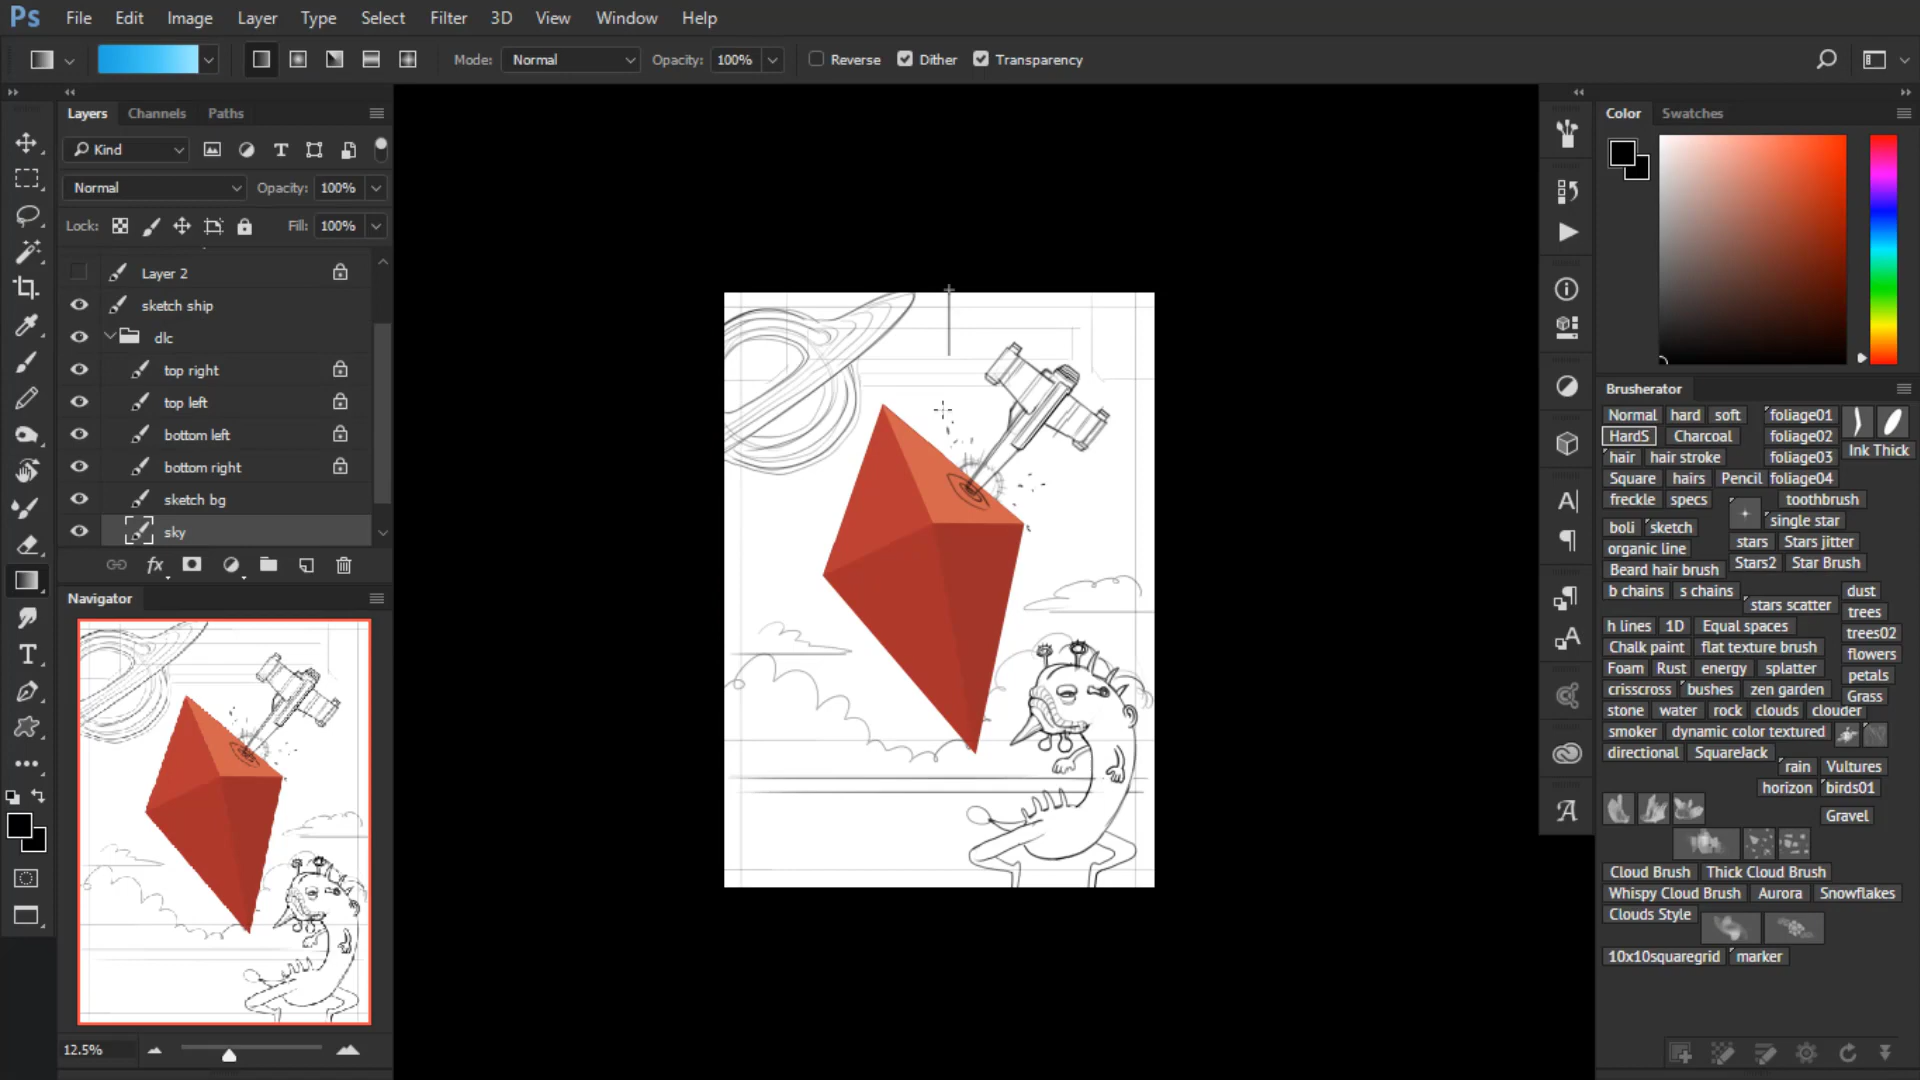 Ps File Edit Image Layer Type Select Filter 3D View Window Help
Mode: Normal Opacity: 100% Reverse Dither Transparency
Layers Channels Paths
Kind
Normal Opacity: 100%
Lock: Fill: 100%
Layer 2
sketch ship
dlc
top right
top left
bottom left
bottom right
sketch bg
sky
fx
Navigator
12.5%
Color Swatches
Brusherator
Normal hard soft foliage01
HardS Charcoal foliage02
Ink Thick
hair hair stroke foliage03
Square hairs Pencil foliage04
freckle specs toothbrush
boli sketch single star
organic line stars Stars jitter
Beard hair brush Stars2 Star Brush
b chains s chains stars scatter dust
trees
h lines 1D Equal spaces trees02
Chalk paint flat texture brush flowers
Foam Rust energy splatter petals
crisscross bushes zen garden Grass
stone water rock clouds clouder
smoker dynamic color textured
directional SquareJack
rain Vultures
horizon birds01
Gravel
Cloud Brush Thick Cloud Brush
Whispy Cloud Brush Aurora Snowflakes
Clouds Style
10x10squaregrid marker